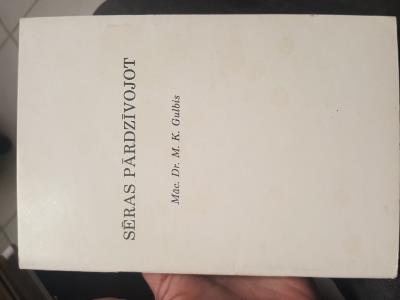 SĒRAS PĀRDZĪVOJOT
Māc. Dr. M. K. Gulbis